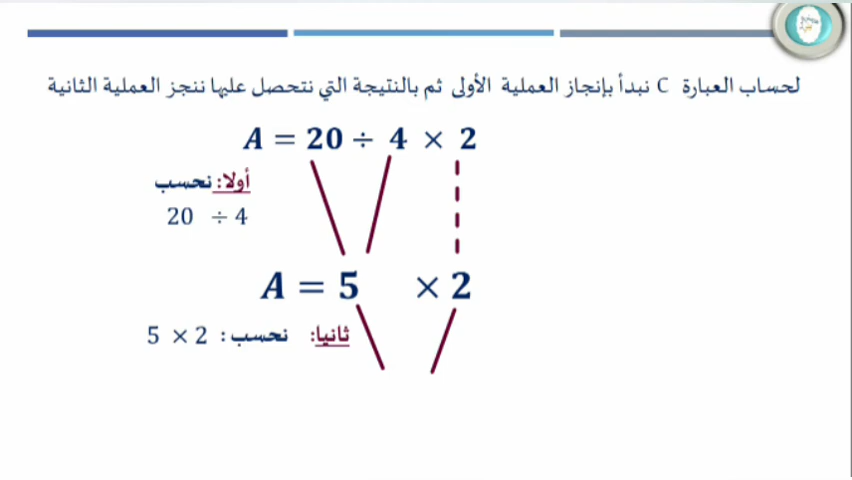 لحساب العبارة C نبدأ بإنجاز العملية الأولى ثم بالنتيجة التي نتحصل عليها ننجز العملية الثانية
A = 20 ÷ 4 × 2
أولا: نحسب
20 ÷ 4
A = 5 × 2
ثانيا: نحسب : 5 × 2